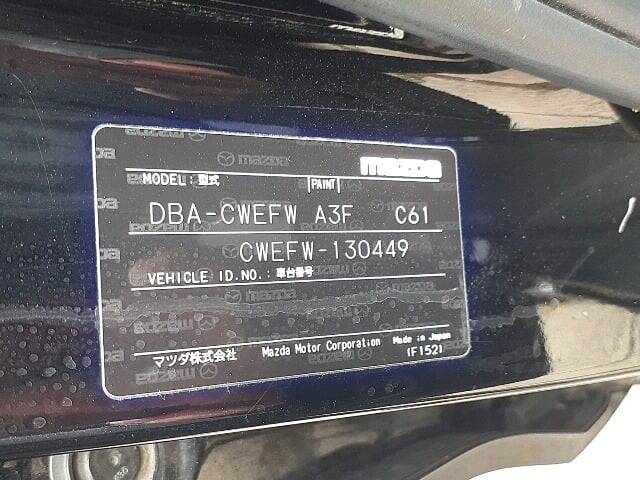 mazda
MODEL:型式 PAINT
DBA-CWEFW A3F C61
CWEFW-130449
VEHICLE ID.NO.:車台番号
マツダ株式会社 Mazda Motor Corporation Made in Japan
(F152)